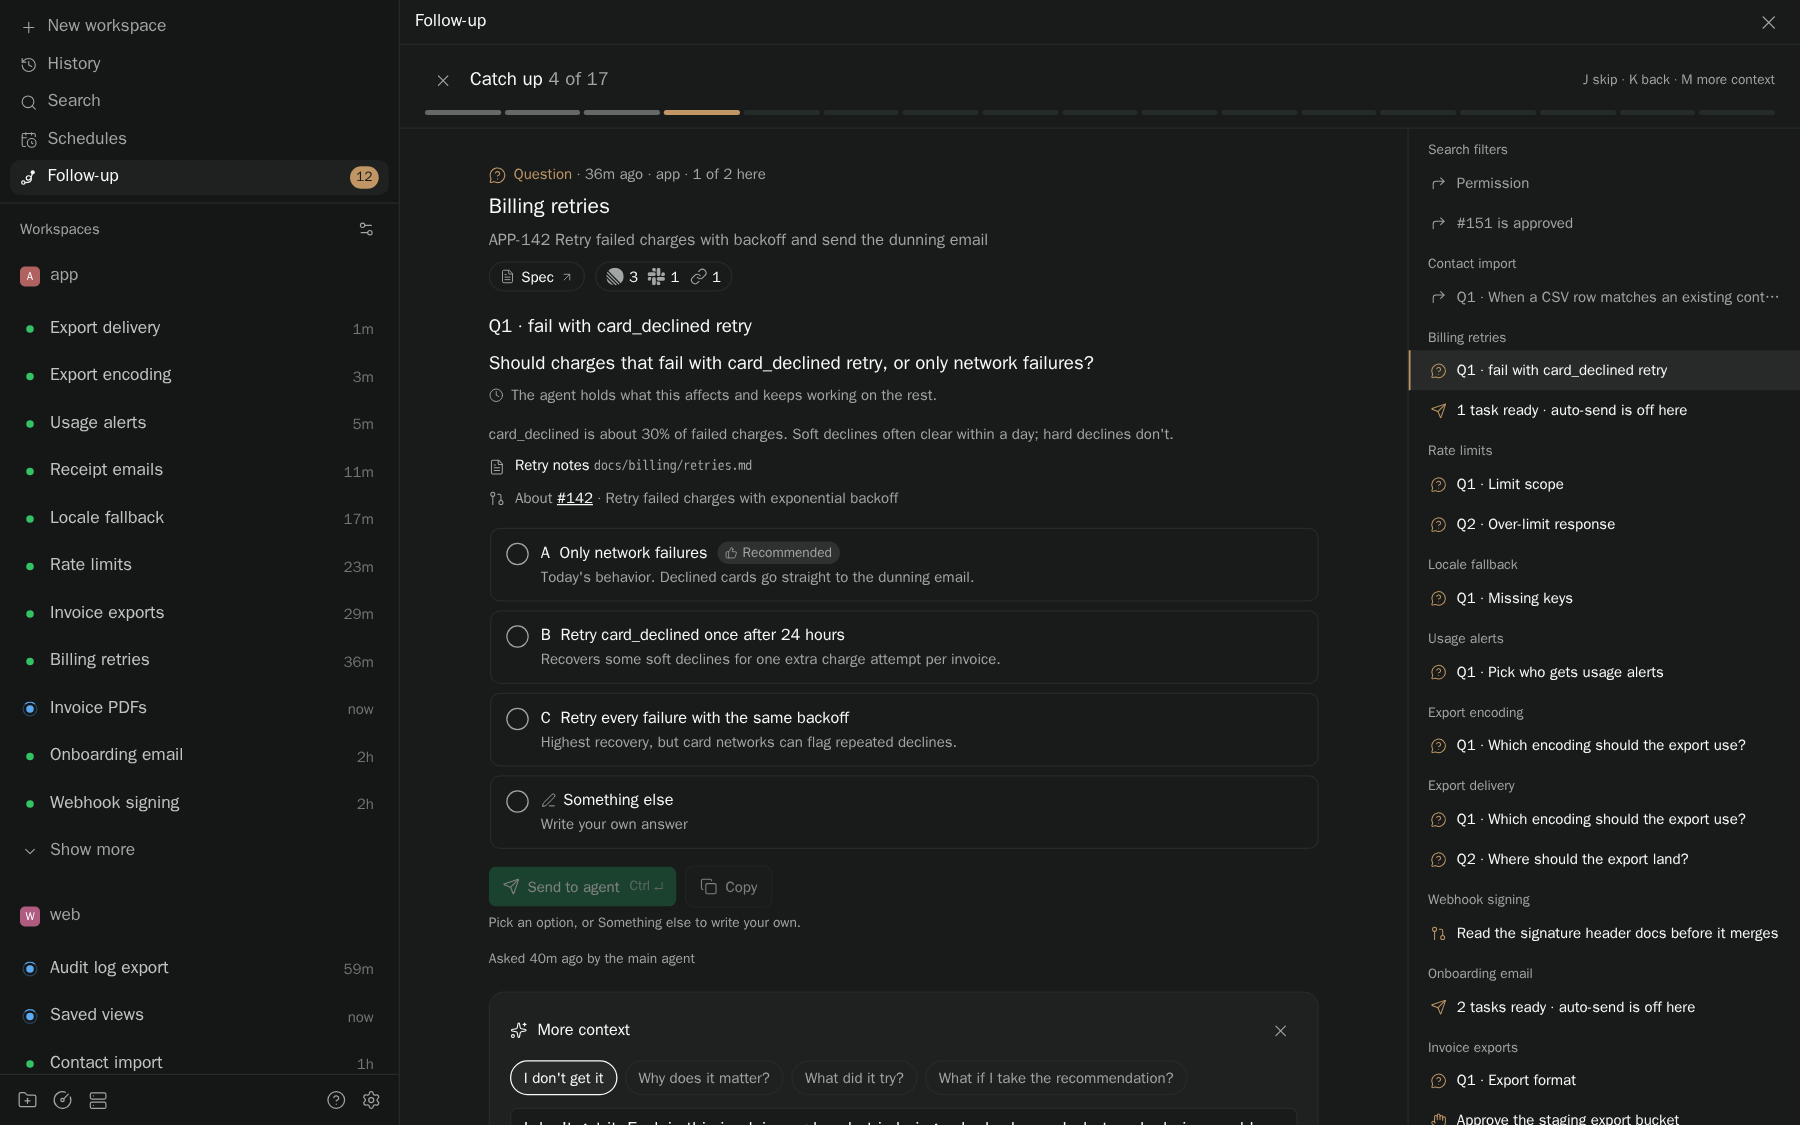 New workspace
History
Search
Schedules
Follow-up 12
Workspaces
A app
Export delivery 1m
Export encoding 3m
Usage alerts 5m
Receipt emails 11m
Locale fallback 17m
Rate limits 23m
Invoice exports 29m
Billing retries 36m
Invoice PDFs now
Onboarding email 2h
Webhook signing 2h
Show more
W web
Audit log export 59m
Saved views now
Contact import 1h
Follow-up
Catch up 4 of 17
J skip · K back · M more context
Question · 36m ago · app · 1 of 2 here
Billing retries
APP-142 Retry failed charges with backoff and send the dunning email
Spec 3 1 1
Q1 · fail with card_declined retry
Should charges that fail with card_declined retry, or only network failures?
The agent holds what this affects and keeps working on the rest.
card_declined is about 30% of failed charges. Soft declines often clear within a day; hard declines don't.
Retry notes docs/billing/retries.md
About #142 · Retry failed charges with exponential backoff
A Only network failures Recommended
Today's behavior. Declined cards go straight to the dunning email.
B Retry card_declined once after 24 hours
Recovers some soft declines for one extra charge attempt per invoice.
C Retry every failure with the same backoff
Highest recovery, but card networks can flag repeated declines.
Something else
Write your own answer
Send to agent Ctrl ↵ Copy
Pick an option, or Something else to write your own.
Asked 40m ago by the main agent
More context
I don't get it Why does it matter? What did it try? What if I take the recommendation?
Search filters
Permission
#151 is approved
Contact import
Q1 · When a CSV row matches an existing cont…
Billing retries
Q1 · fail with card_declined retry
1 task ready · auto-send is off here
Rate limits
Q1 · Limit scope
Q2 · Over-limit response
Locale fallback
Q1 · Missing keys
Usage alerts
Q1 · Pick who gets usage alerts
Export encoding
Q1 · Which encoding should the export use?
Export delivery
Q1 · Which encoding should the export use?
Q2 · Where should the export land?
Webhook signing
Read the signature header docs before it merges
Onboarding email
2 tasks ready · auto-send is off here
Invoice exports
Q1 · Export format
Approve the staging export bucket